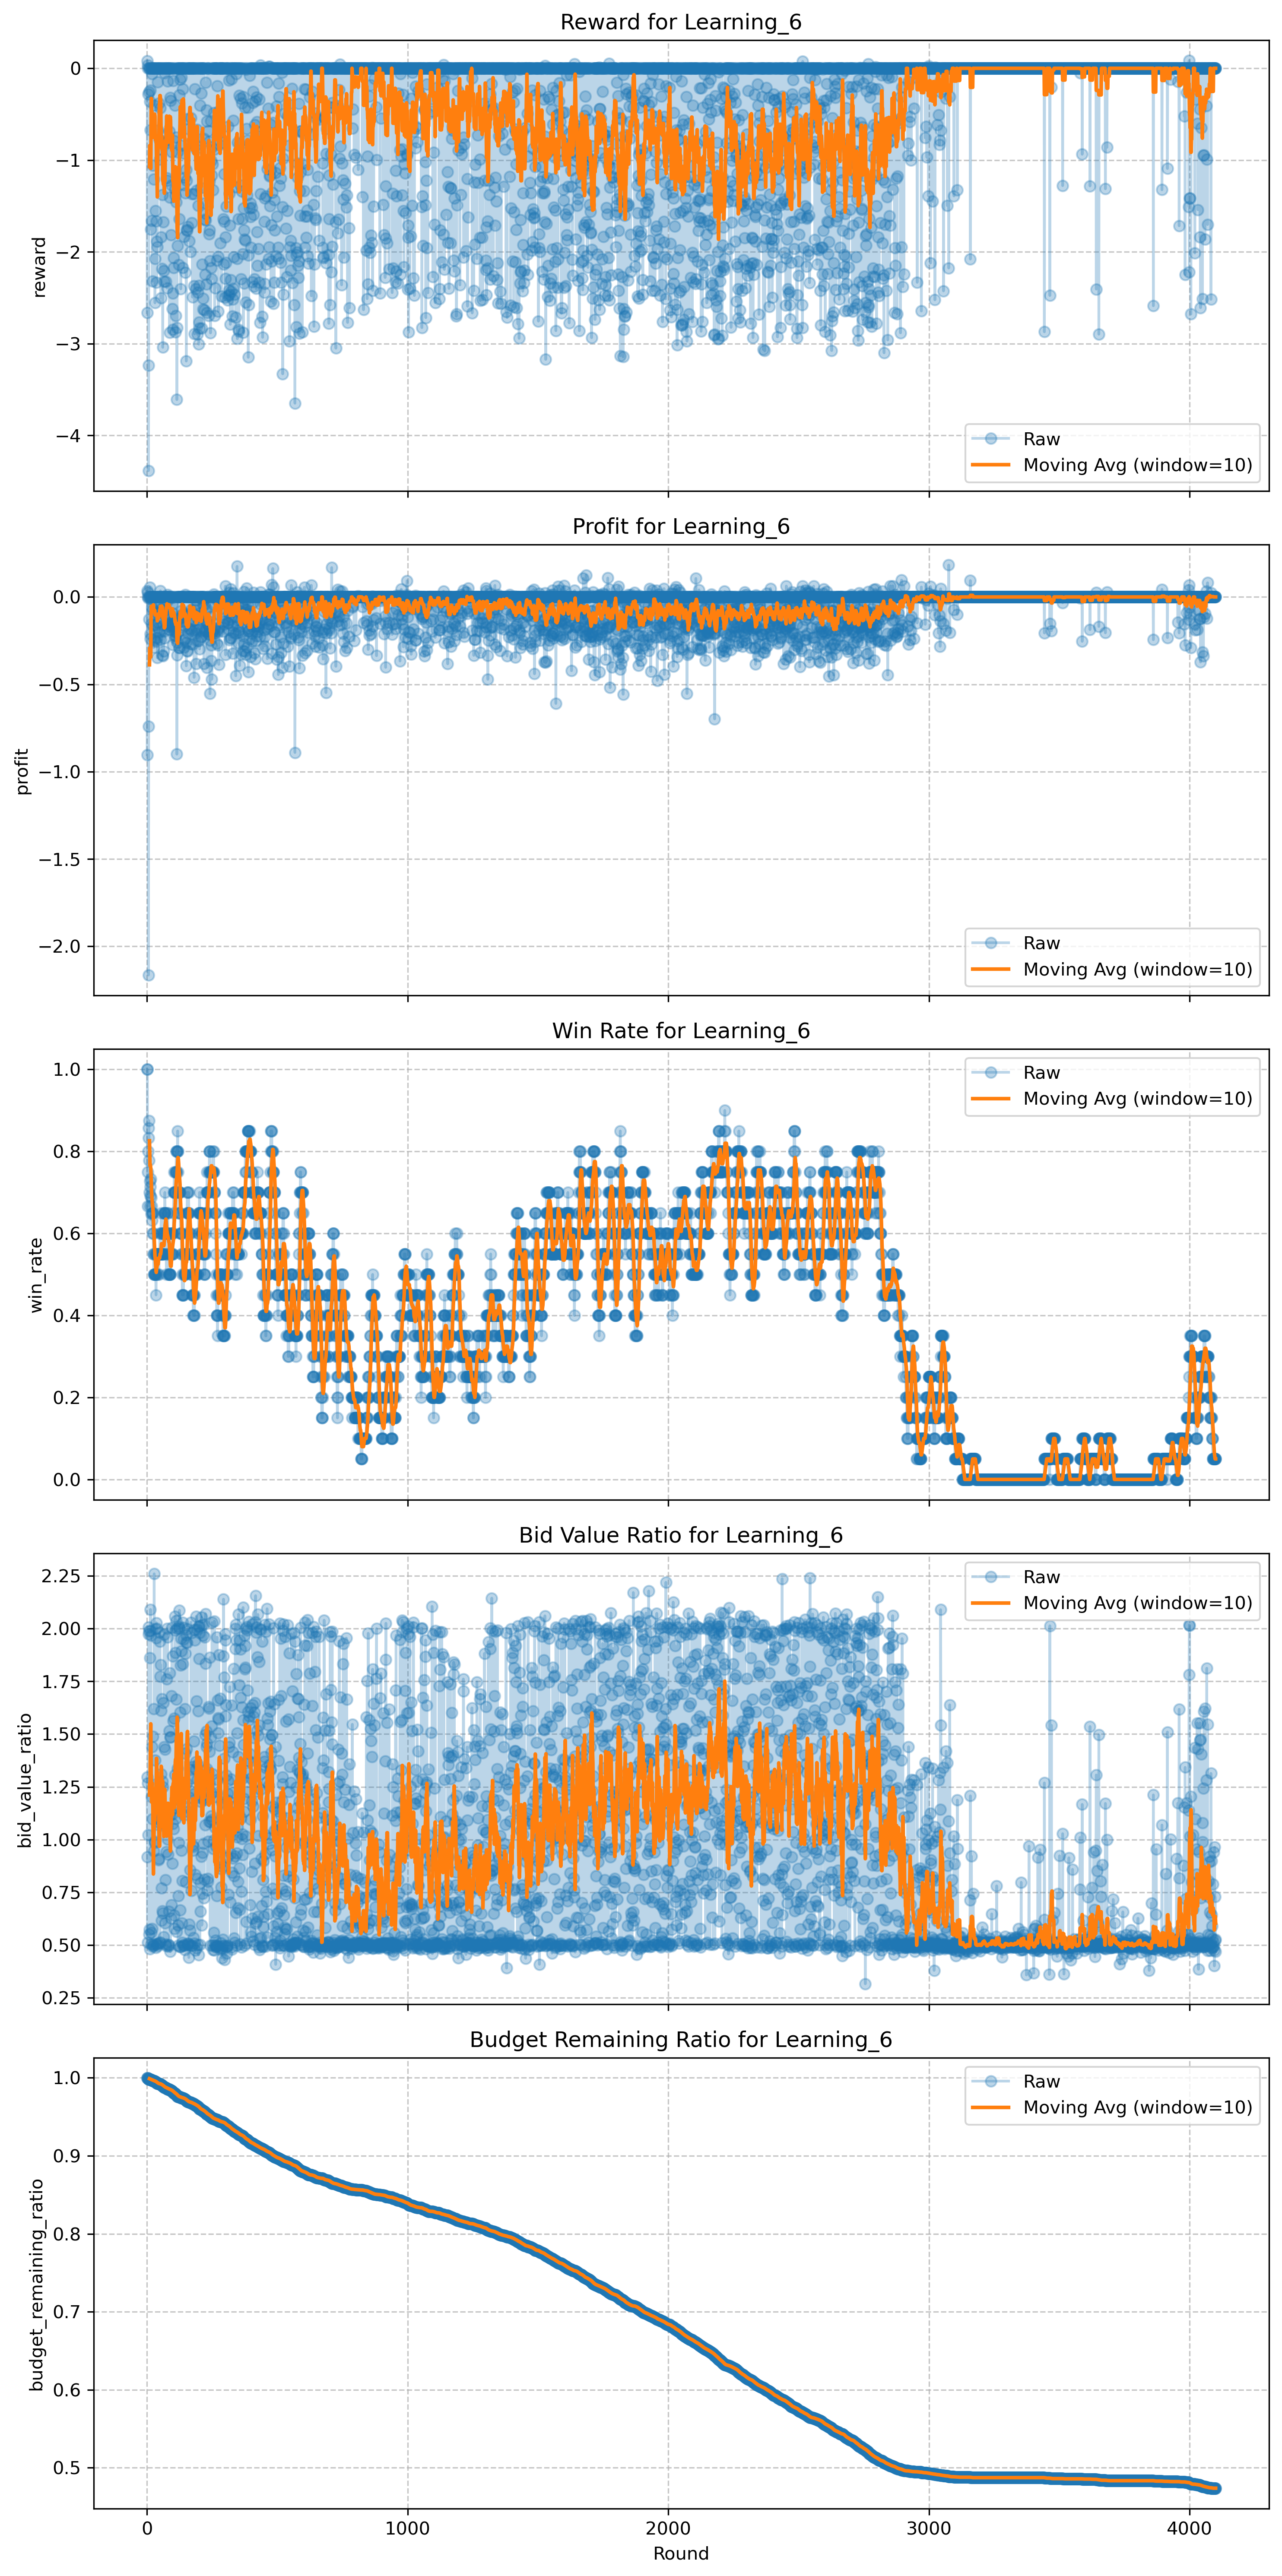 Reward for Learning_6
0
−1
−2
−3
−4
reward
Raw
Moving Avg (window=10)
Profit for Learning_6
0.0
−0.5
−1.0
−1.5
−2.0
profit
Raw
Moving Avg (window=10)
Win Rate for Learning_6
1.0
0.8
0.6
0.4
0.2
0.0
win_rate
Raw
Moving Avg (window=10)
Bid Value Ratio for Learning_6
2.25
2.00
1.75
1.50
1.25
1.00
0.75
0.50
0.25
bid_value_ratio
Raw
Moving Avg (window=10)
Budget Remaining Ratio for Learning_6
1.0
0.9
0.8
0.7
0.6
0.5
budget_remaining_ratio
Raw
Moving Avg (window=10)
0 1000 2000 3000 4000
Round